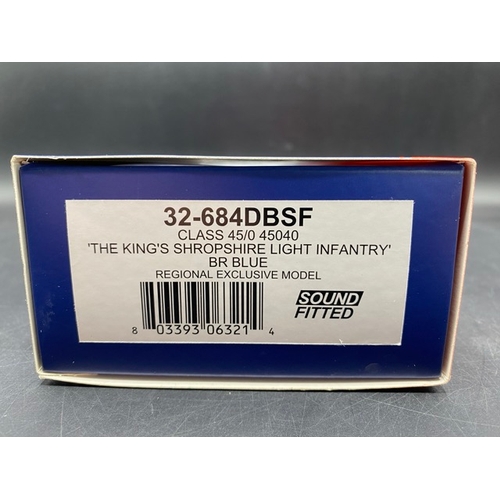 32-684DBSF
CLASS 45/0 45040
'THE KING'S SHROPSHIRE LIGHT INFANTRY'
BR BLUE
REGIONAL EXCLUSIVE MODEL
SOUND
FITTED
8 03393 06321 4